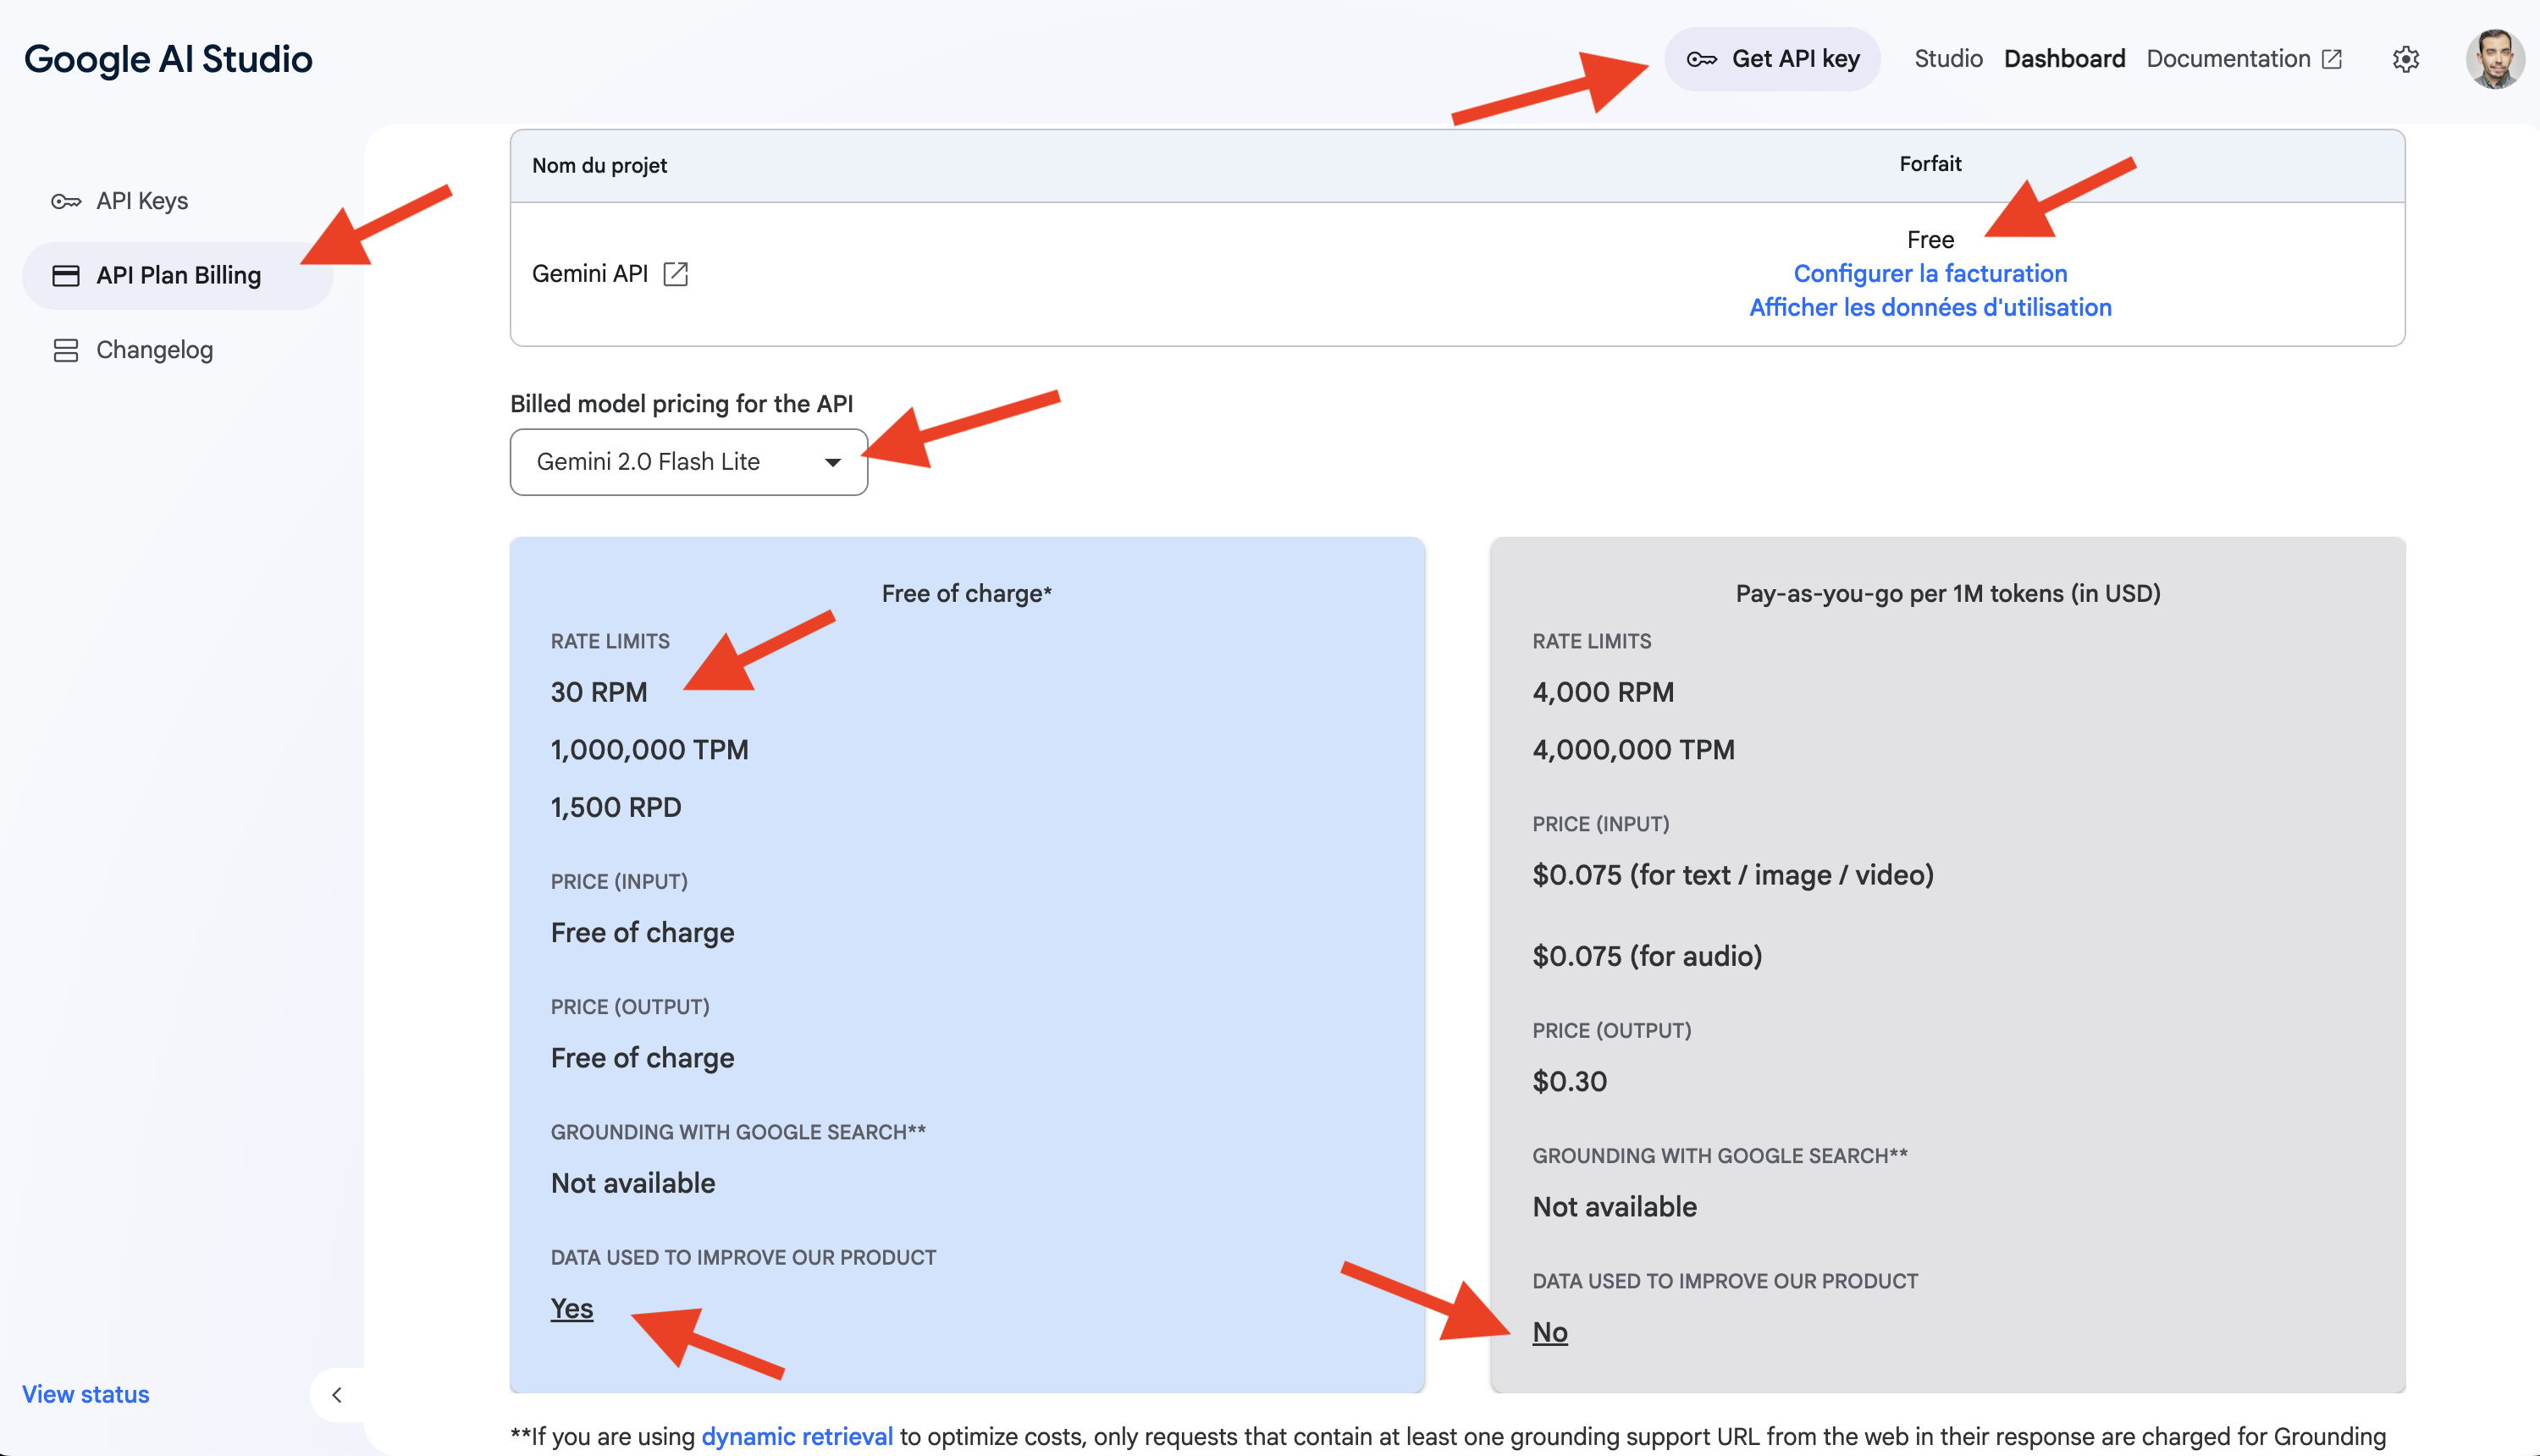 Google AI Studio
Get API key
Studio
Dashboard
Documentation
API Keys
API Plan Billing
Changelog
Nom du projet
Forfait
Gemini API
Free
Configurer la facturation
Afficher les données d'utilisation
Billed model pricing for the API
Gemini 2.0 Flash Lite
Free of charge*
RATE LIMITS
30 RPM
1,000,000 TPM
1,500 RPD
PRICE (INPUT)
Free of charge
PRICE (OUTPUT)
Free of charge
GROUNDING WITH GOOGLE SEARCH**
Not available
DATA USED TO IMPROVE OUR PRODUCT
Yes
Pay-as-you-go per 1M tokens (in USD)
RATE LIMITS
4,000 RPM
4,000,000 TPM
PRICE (INPUT)
$0.075 (for text / image / video)
$0.075 (for audio)
PRICE (OUTPUT)
$0.30
GROUNDING WITH GOOGLE SEARCH**
Not available
DATA USED TO IMPROVE OUR PRODUCT
No
View status
**If you are using dynamic retrieval to optimize costs, only requests that contain at least one grounding support URL from the web in their response are charged for Grounding